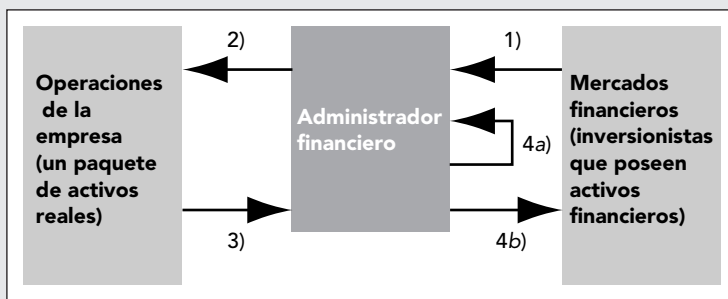 Operaciones
de la
empresa
(un paquete
de activos
reales)
2)
3)
Administrador
financiero
1)
4a)
4b)
Mercados
financieros
(inversionistas
que poseen
activos
financieros)